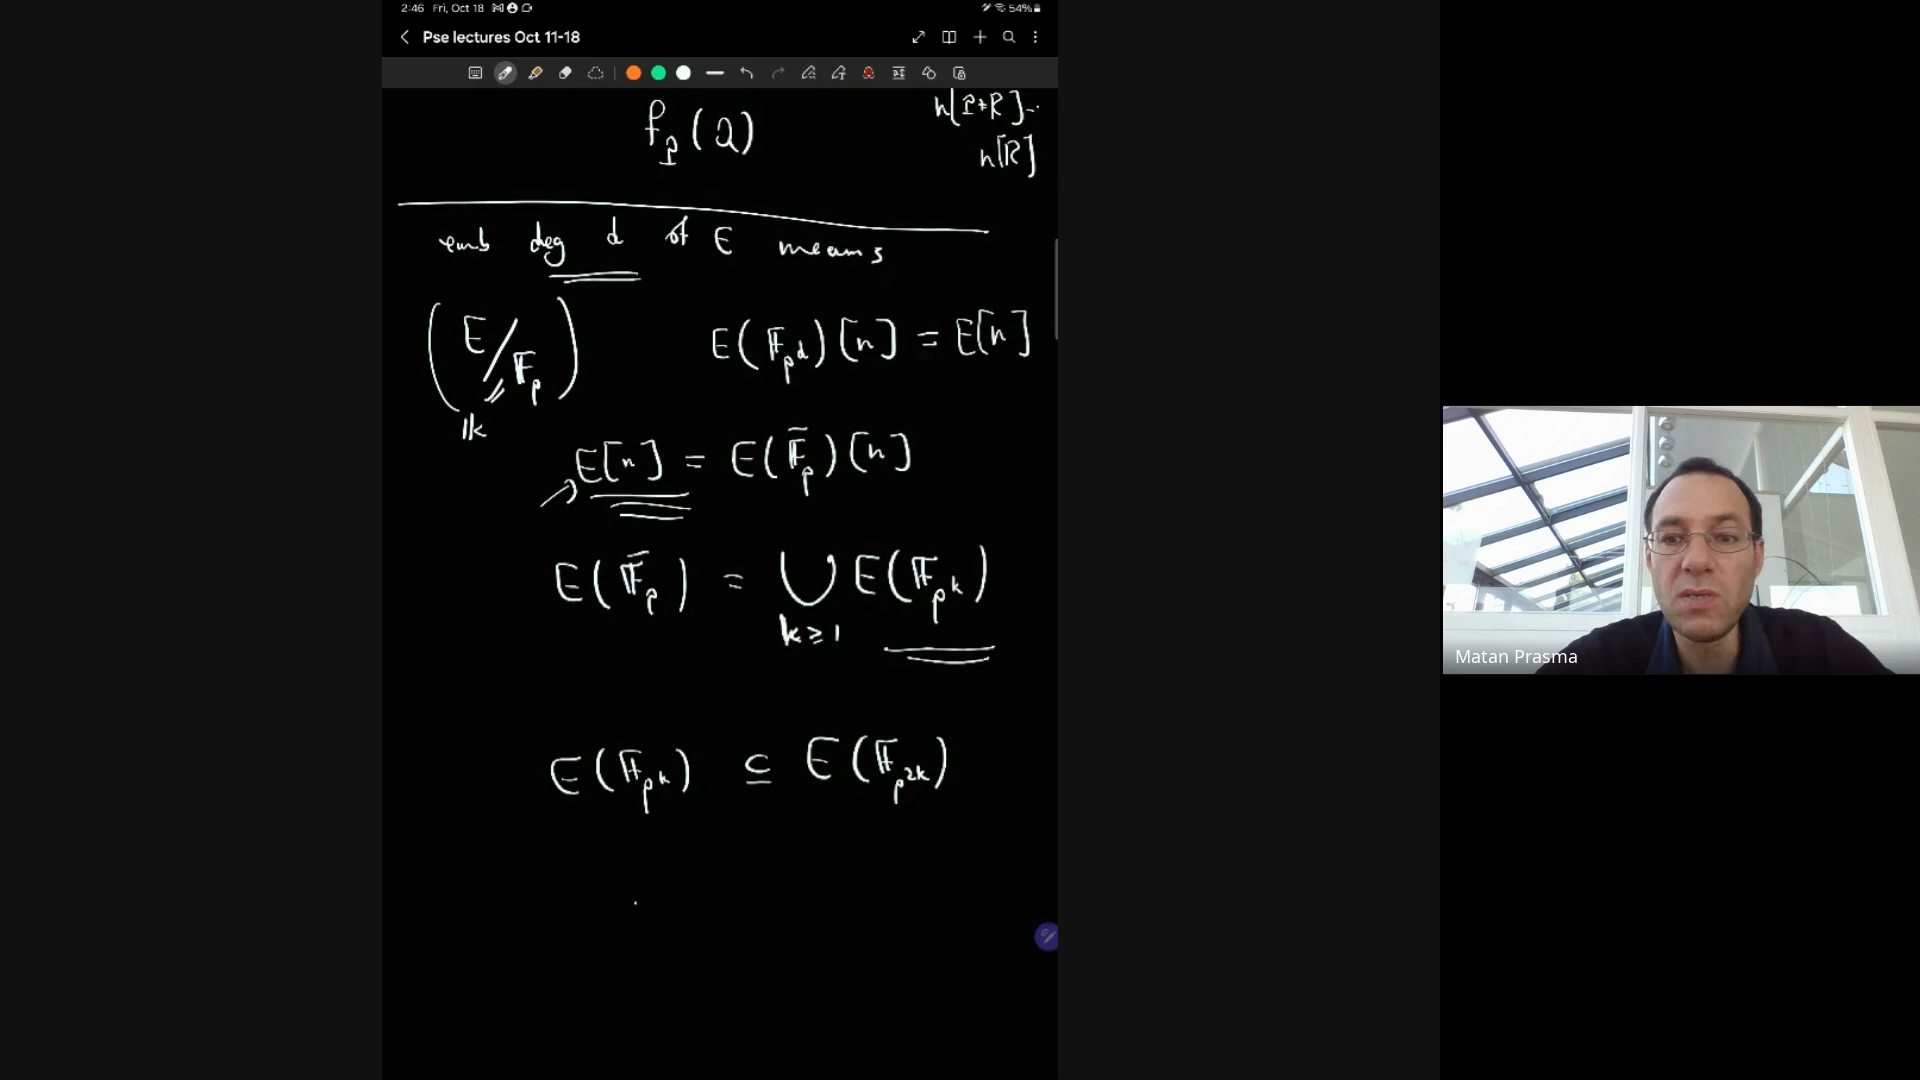 2:46 Fri, Oct 18 54%
Pse lectures Oct 11-18
f_P(Q)
n[P+R]-..
n[R]
emb deg d of E means
(E/𝔽_p)
𝕜
E(𝔽_{p^d})[n] = E[n]
E[n] = E(𝔽̄_p)[n]
E(𝔽̄_p) = ⋃_{k≥1} E(𝔽_{p^k})
E(𝔽_{p^k}) ⊆ E(𝔽_{p^{2k}})
Matan Prasma